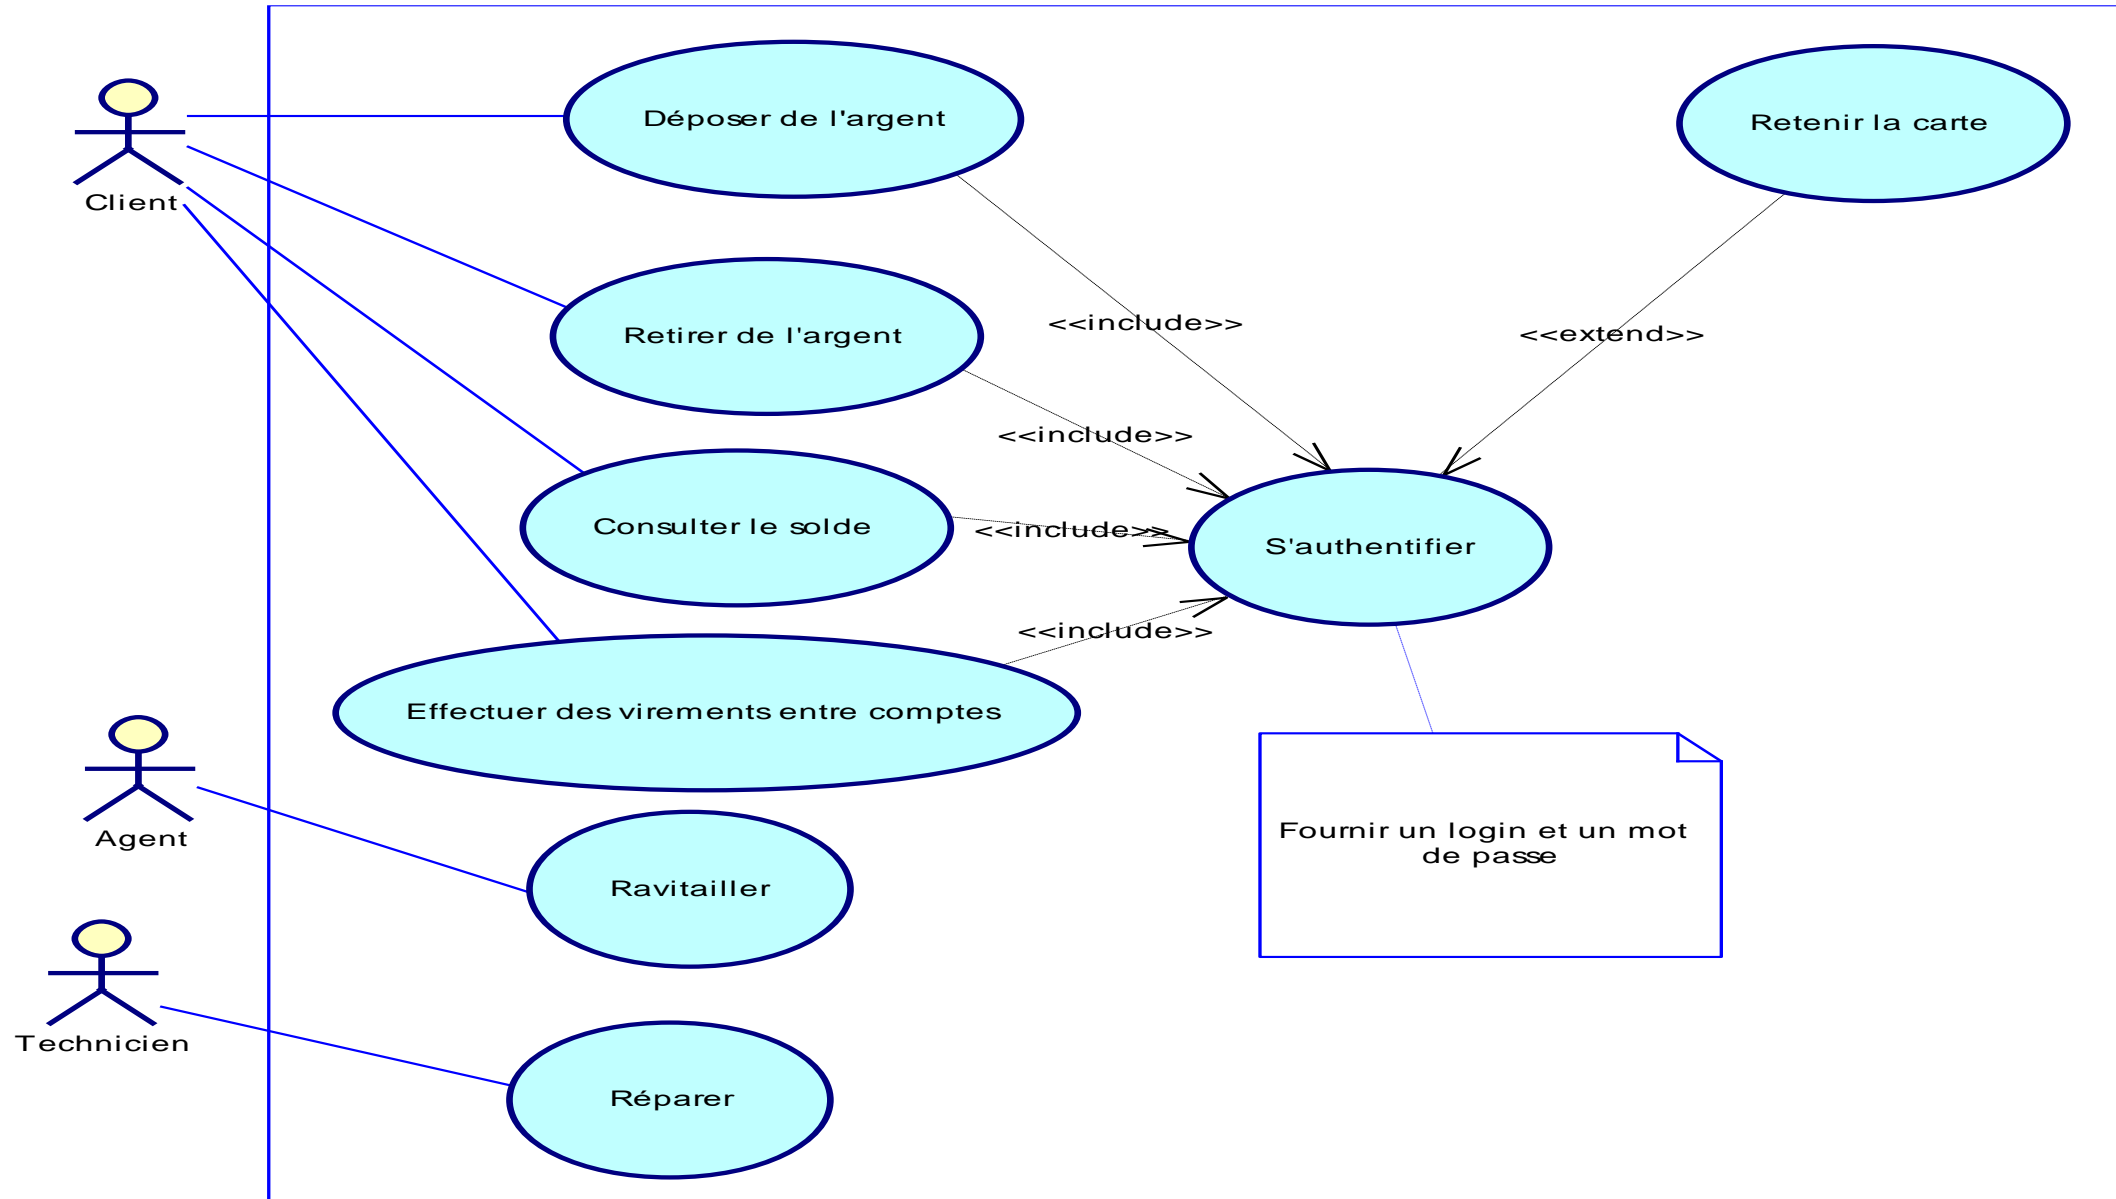 Déposer de l'argent
Retenir la carte
Client
<<include>>
<<extend>>
Retirer de l'argent
<<include>>
Consulter le solde
<<include>>
S'authentifier
<<include>>
Effectuer des virements entre comptes
Agent
Fournir un login et un mot
de passe
Ravitailler
Technicien
Réparer